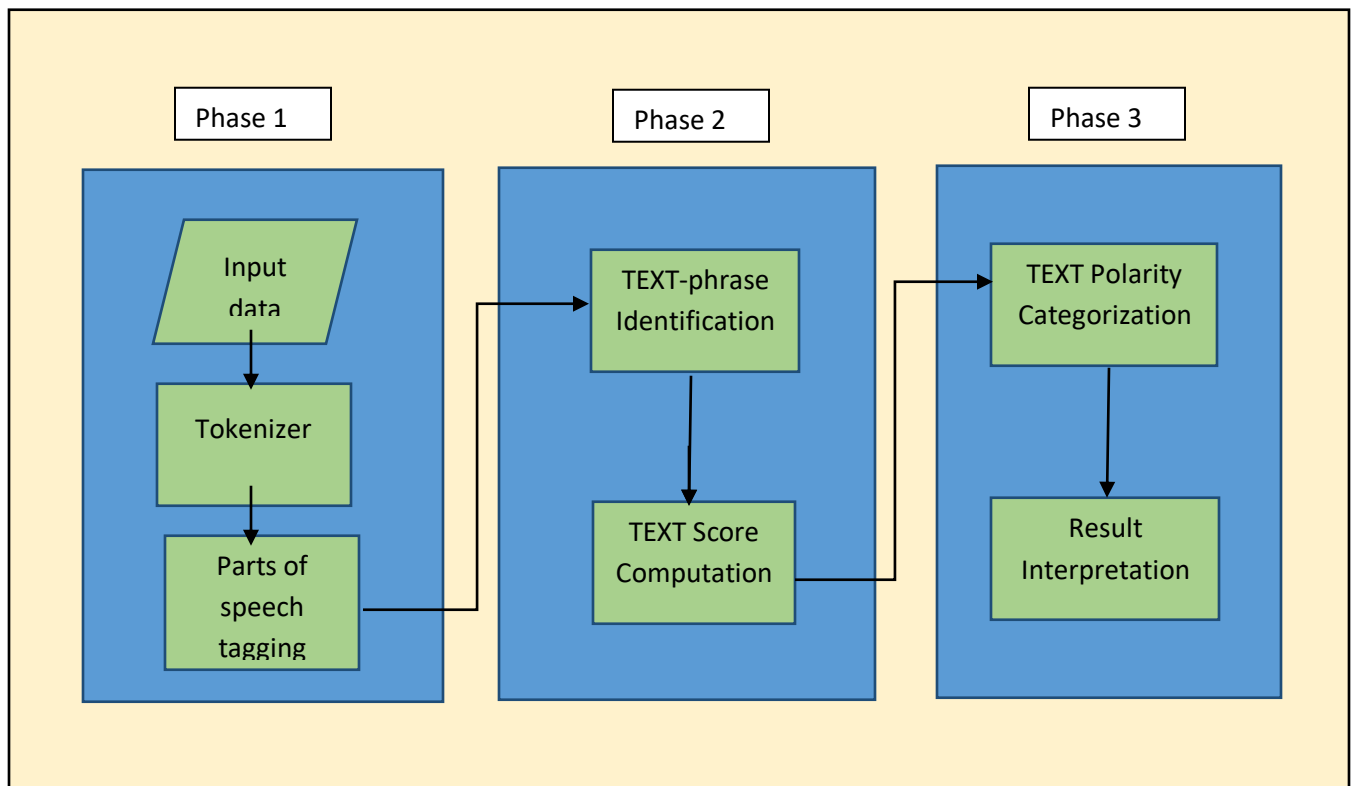 Phase 1
Input
data
Tokenizer
Parts of
speech
tagging
Phase 2
TEXT-phrase
Identification
TEXT Score
Computation
Phase 3
TEXT Polarity
Categorization
Result
Interpretation